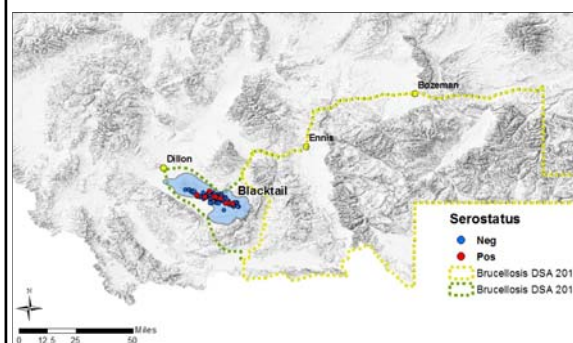 Bozeman
Ennis
Dillon
Blacktail
Serostatus
Neg
Pos
Brucellosis DSA 201
Brucellosis DSA 201
N
Miles
0 12.5 25 50